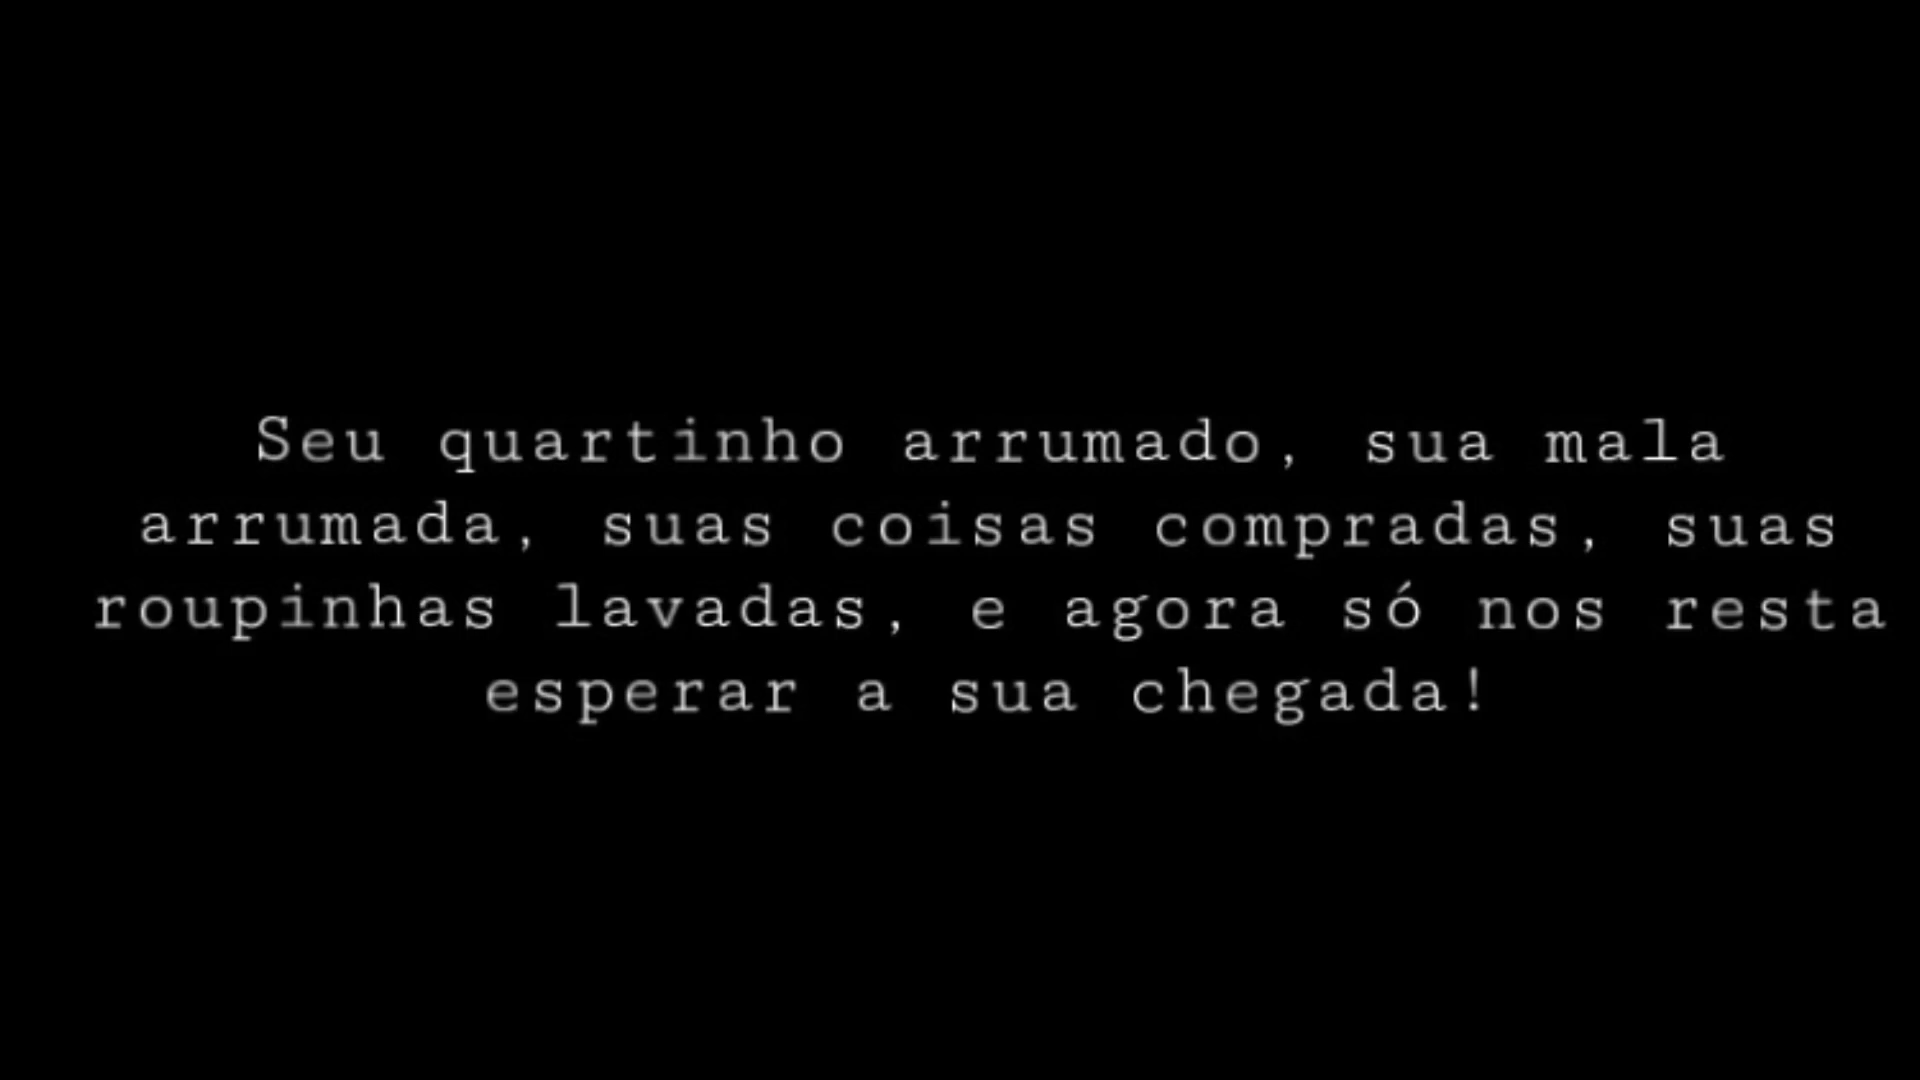 Seu quartinho arrumado, sua mala
arrumada, suas coisas compradas, suas
roupinhas lavadas, e agora só nos resta
esperar a sua chegada!